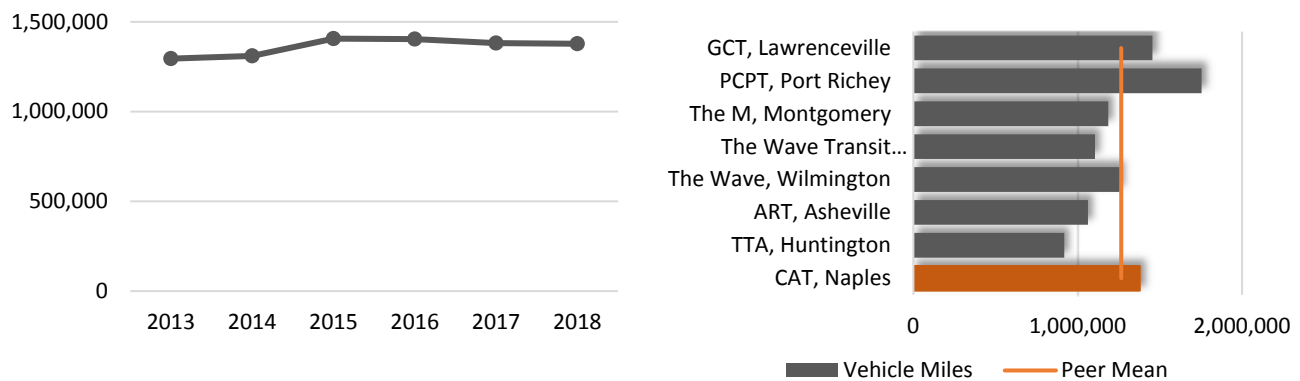 1,500,000
1,000,000
500,000
0
2013 2014 2015 2016 2017 2018
GCT, Lawrenceville
PCPT, Port Richey
The M, Montgomery
The Wave Transit…
The Wave, Wilmington
ART, Asheville
TTA, Huntington
CAT, Naples
0 1,000,000 2,000,000
Vehicle Miles Peer Mean